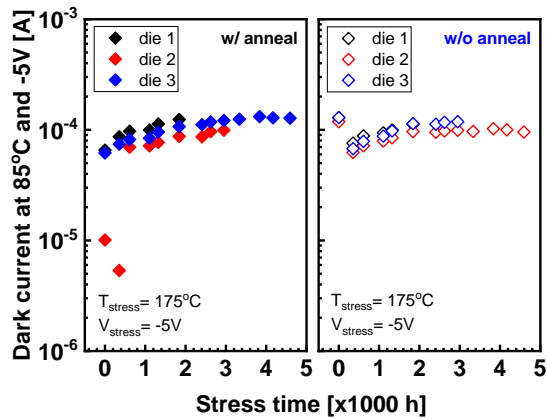 10⁻³
10⁻⁴
10⁻⁵
10⁻⁶
Dark current at 85°C and -5V [A]
die 1
die 2
die 3
w/ anneal
T_stress= 175°C
V_stress= -5V
0 1 2 3 4 5
die 1
die 2
die 3
w/o anneal
T_stress= 175°C
V_stress= -5V
0 1 2 3 4 5
Stress time [x1000 h]